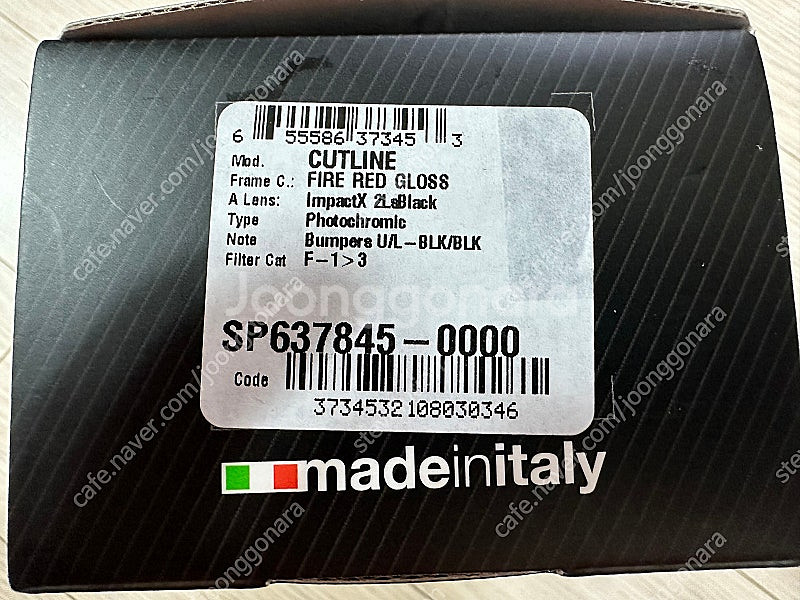 6 55586 37345 3
Mod. CUTLINE
Frame C.: FIRE RED GLOSS
A Lens: ImpactX 2LsBlack
Type Photochromic
Note Bumpers U/L-BLK/BLK
Filter Cat F-1>3
Joonggonara
SP637845-0000
Code
3734532108030346
madeinitaly
cafe.naver.com/joonggonara
cafe.naver.com/joonggonara
cafe.naver.com/joonggonara